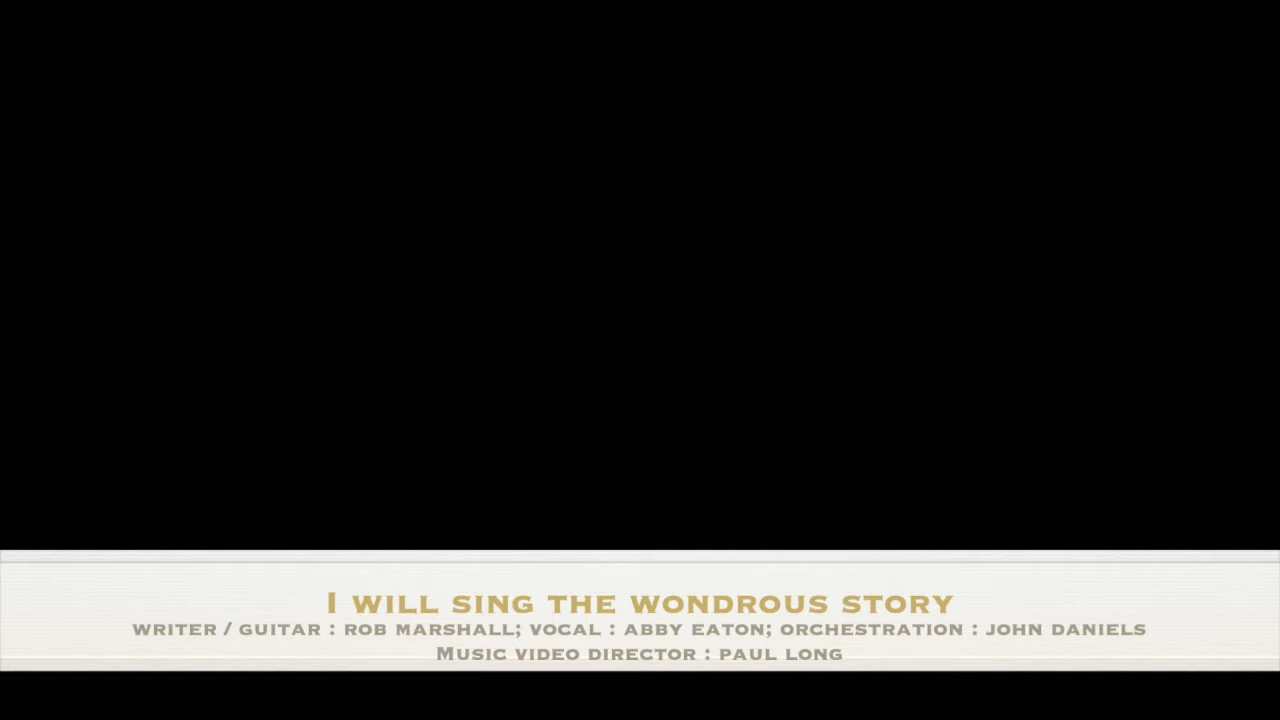 I WILL SING THE WONDROUS STORY
WRITER / GUITAR : ROB MARSHALL; VOCAL : ABBY EATON; ORCHESTRATION : JOHN DANIELS
MUSIC VIDEO DIRECTOR : PAUL LONG